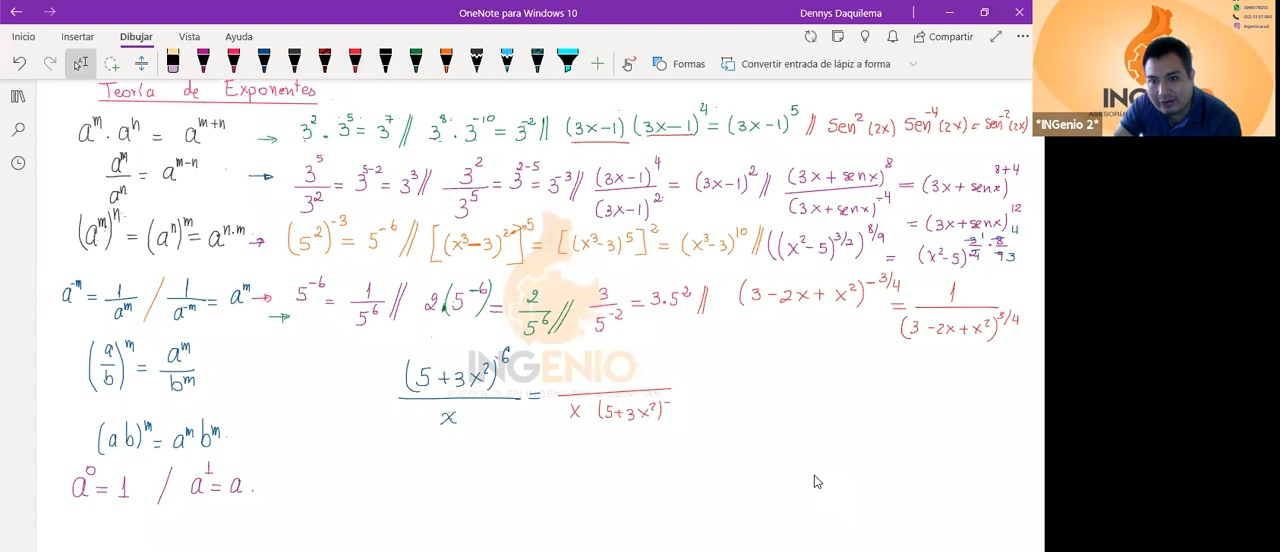 OneNote para Windows 10
Dennys Daquilema
Inicio Insertar Dibujar Vista Ayuda
Compartir
Formas
Convertir entrada de lápiz a forma
Teoría de Exponentes
a^m · a^n = a^(m+n) → 3^2 · 3^5 = 3^7 // 3^8 · 3^-10 = 3^-2 // (3x-1) (3x-1)^4 = (3x-1)^5 // Sen^2(2x) Sen^-4(2x) = Sen^-2(2x)
a^m/a^n = a^(m-n) → 3^5/3^2 = 3^(5-2) = 3^3 // 3^2/3^5 = 3^(2-5) = 3^-3 // (3x-1)^4/(3x-1)^2 = (3x-1)^2 // (3x+senx)^8/(3x+senx)^-4 = (3x+senx)^(8+4)
= (3x+senx)^12
(a^m)^n = (a^n)^m = a^(n.m) → (5^2)^-3 = 5^-6 // [(x^3-3)^2]^5 = [(x^3-3)^5]^2 = (x^3-3)^10 // ((x^2-5)^(3/2))^(8/9) =
a^-m = 1/a^m / 1/a^-m = a^m → 5^-6 = 1/5^6 // 2(5^-6) = 2/5^6 // 3/5^-2 = 3.5^2 // (3-2x+x^2)^(-3/4) = 1/(3-2x+x^2)^(3/4)
(a/b)^m = a^m/b^m
(5+3x^2)^6/x =
x (5+3x^2)^-
(ab)^m = a^m b^m
a^0 = 1 / a^1 = a.
INGENIO
*INGenio 2*